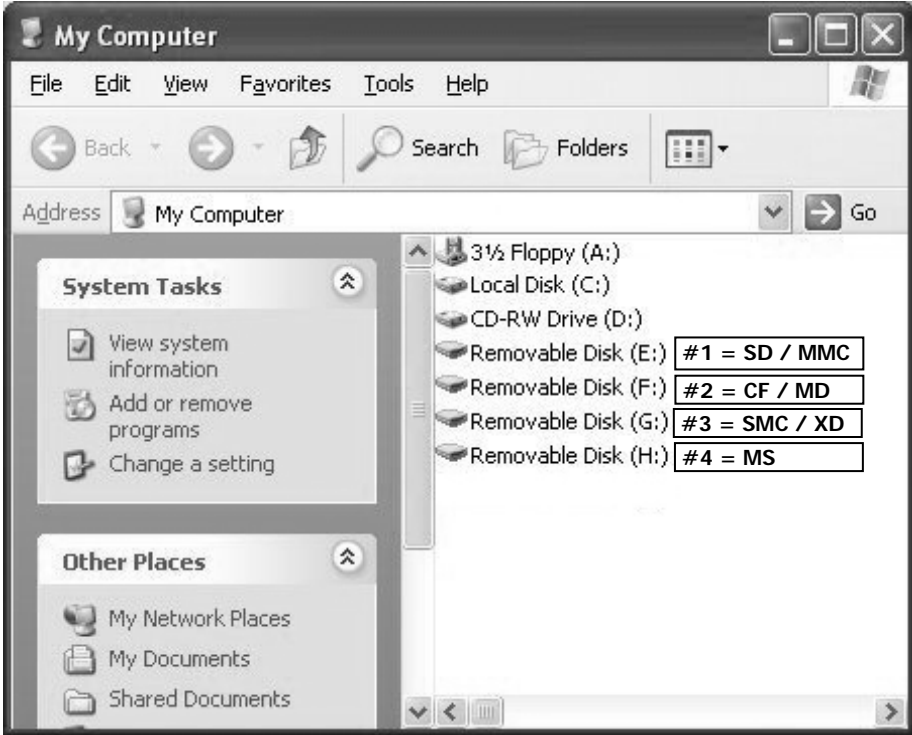 My Computer
File Edit View Favorites Tools Help
Back Search Folders
Address My Computer Go
System Tasks
View system
information
Add or remove
programs
Change a setting
Other Places
My Network Places
My Documents
Shared Documents
3½ Floppy (A:)
Local Disk (C:)
CD-RW Drive (D:)
Removable Disk (E:) #1 = SD / MMC
Removable Disk (F:) #2 = CF / MD
Removable Disk (G:) #3 = SMC / XD
Removable Disk (H:) #4 = MS